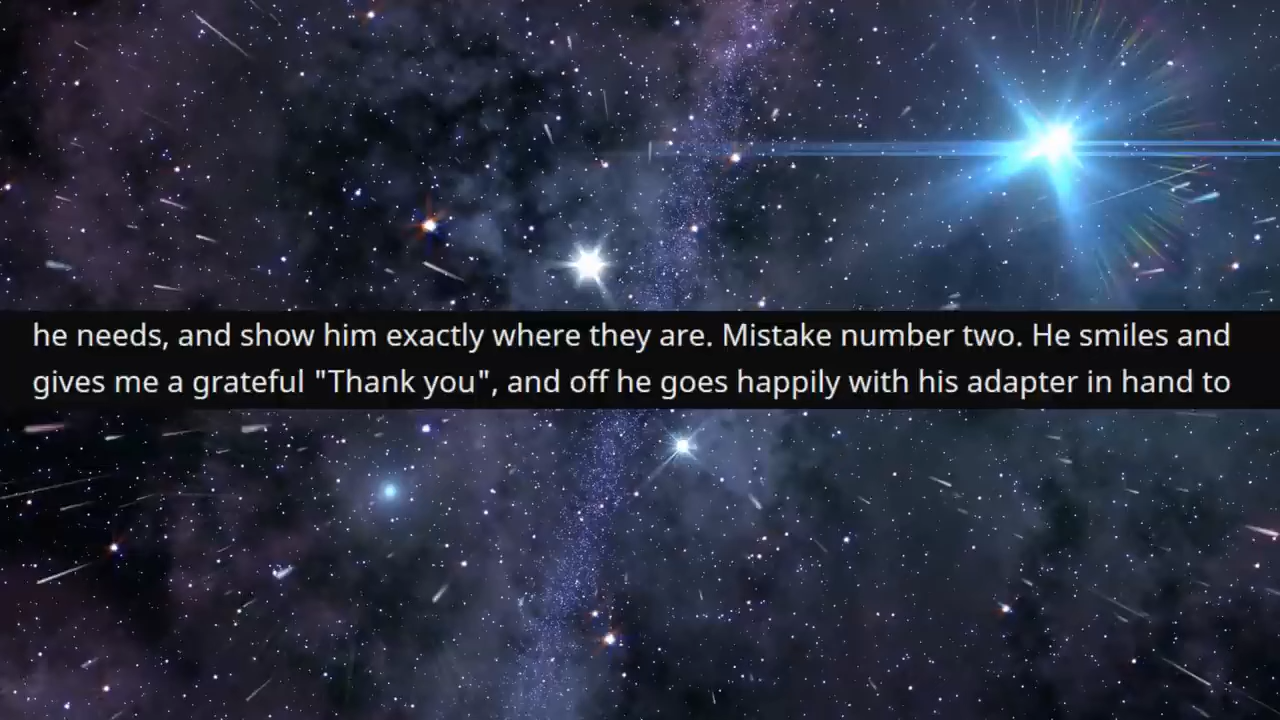 he needs, and show him exactly where they are. Mistake number two. He smiles and
gives me a grateful "Thank you", and off he goes happily with his adapter in hand to